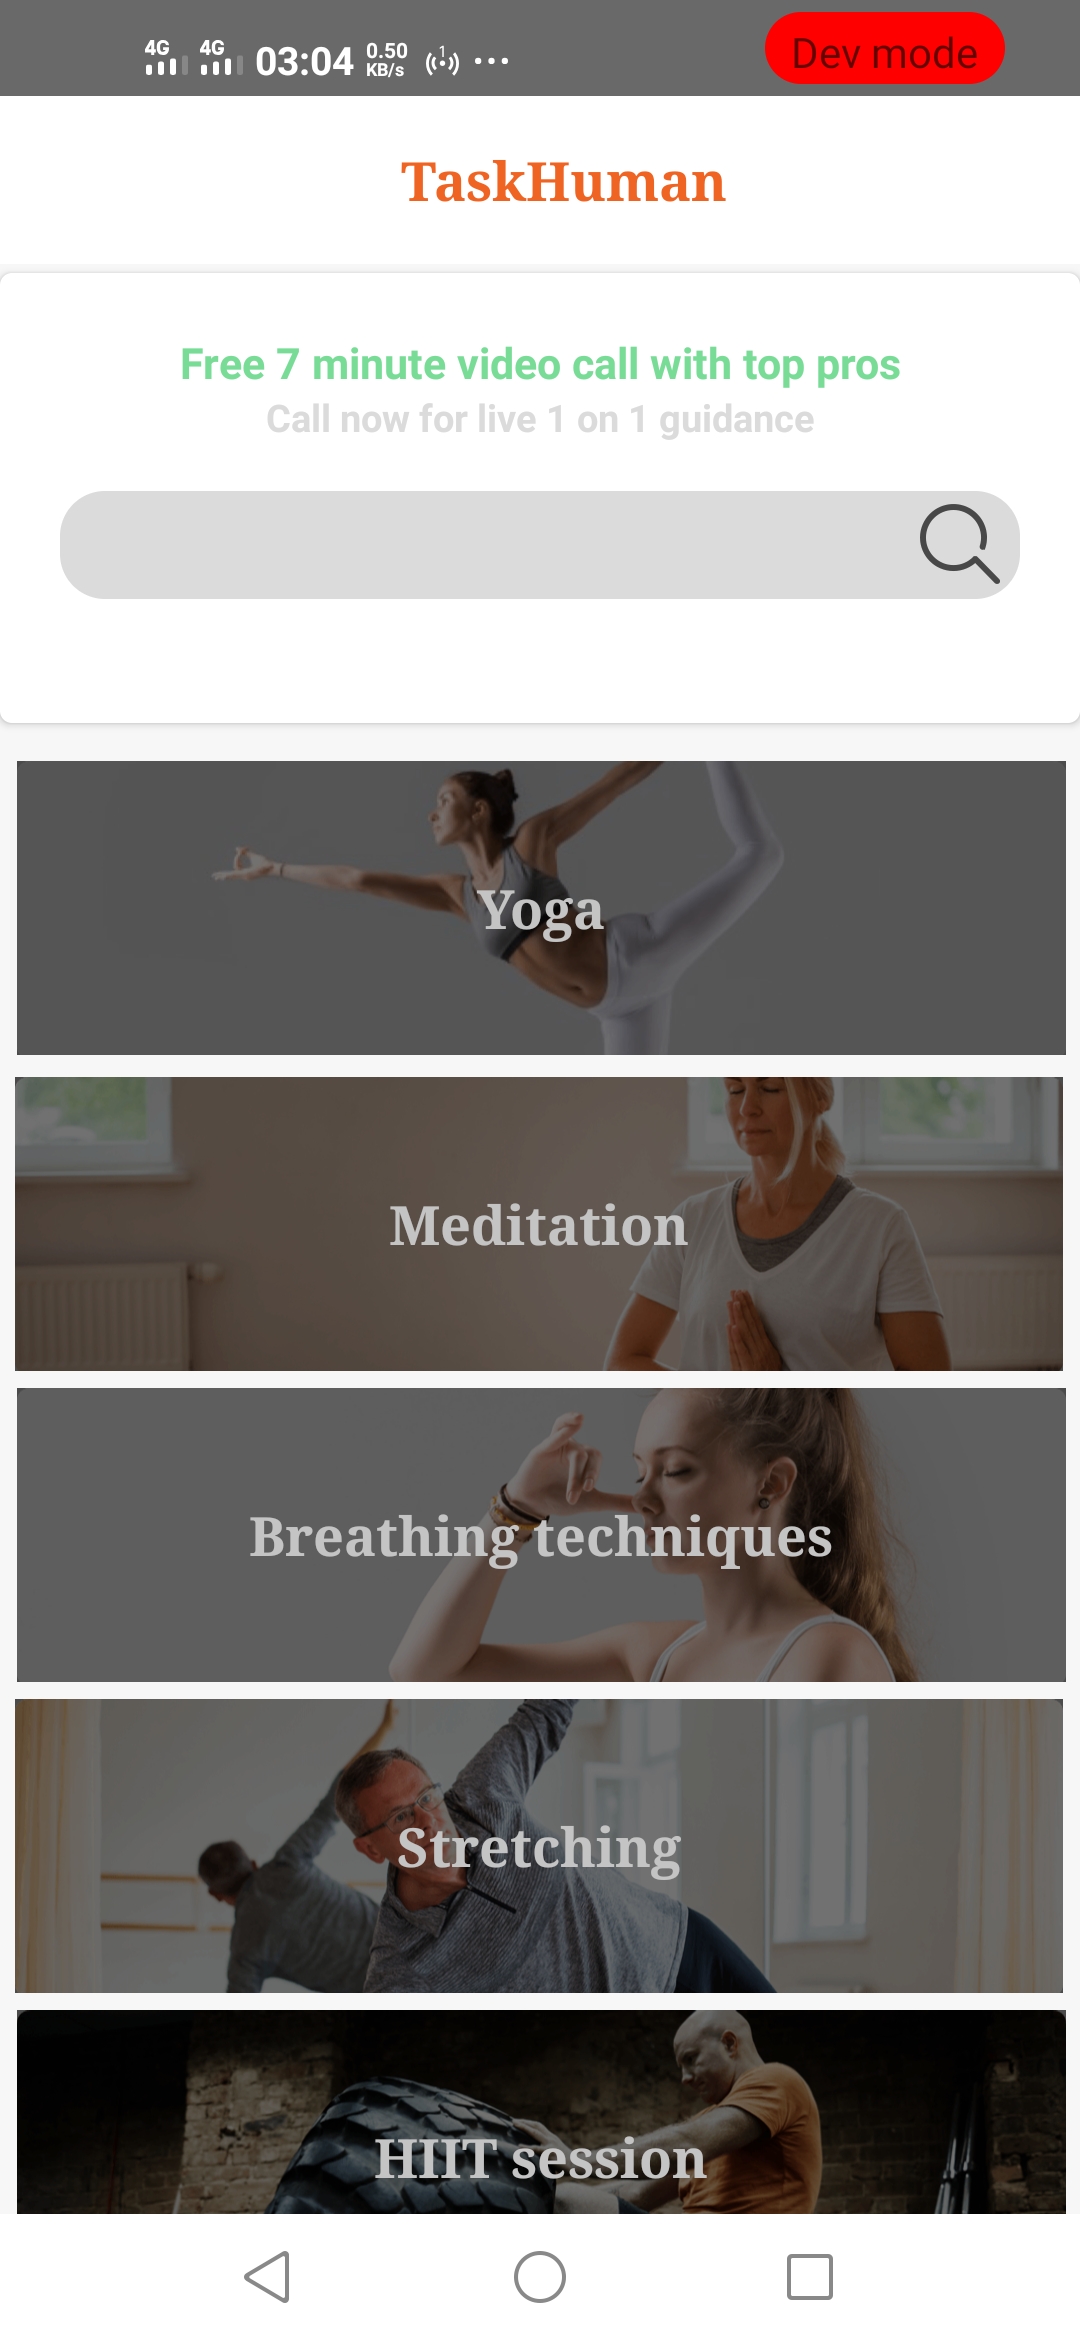 4G 4G 03:04 0.50 KB/s 1 ... Dev mode
TaskHuman
Free 7 minute video call with top pros
Call now for live 1 on 1 guidance
Yoga
Meditation
Breathing techniques
Stretching
HIIT session